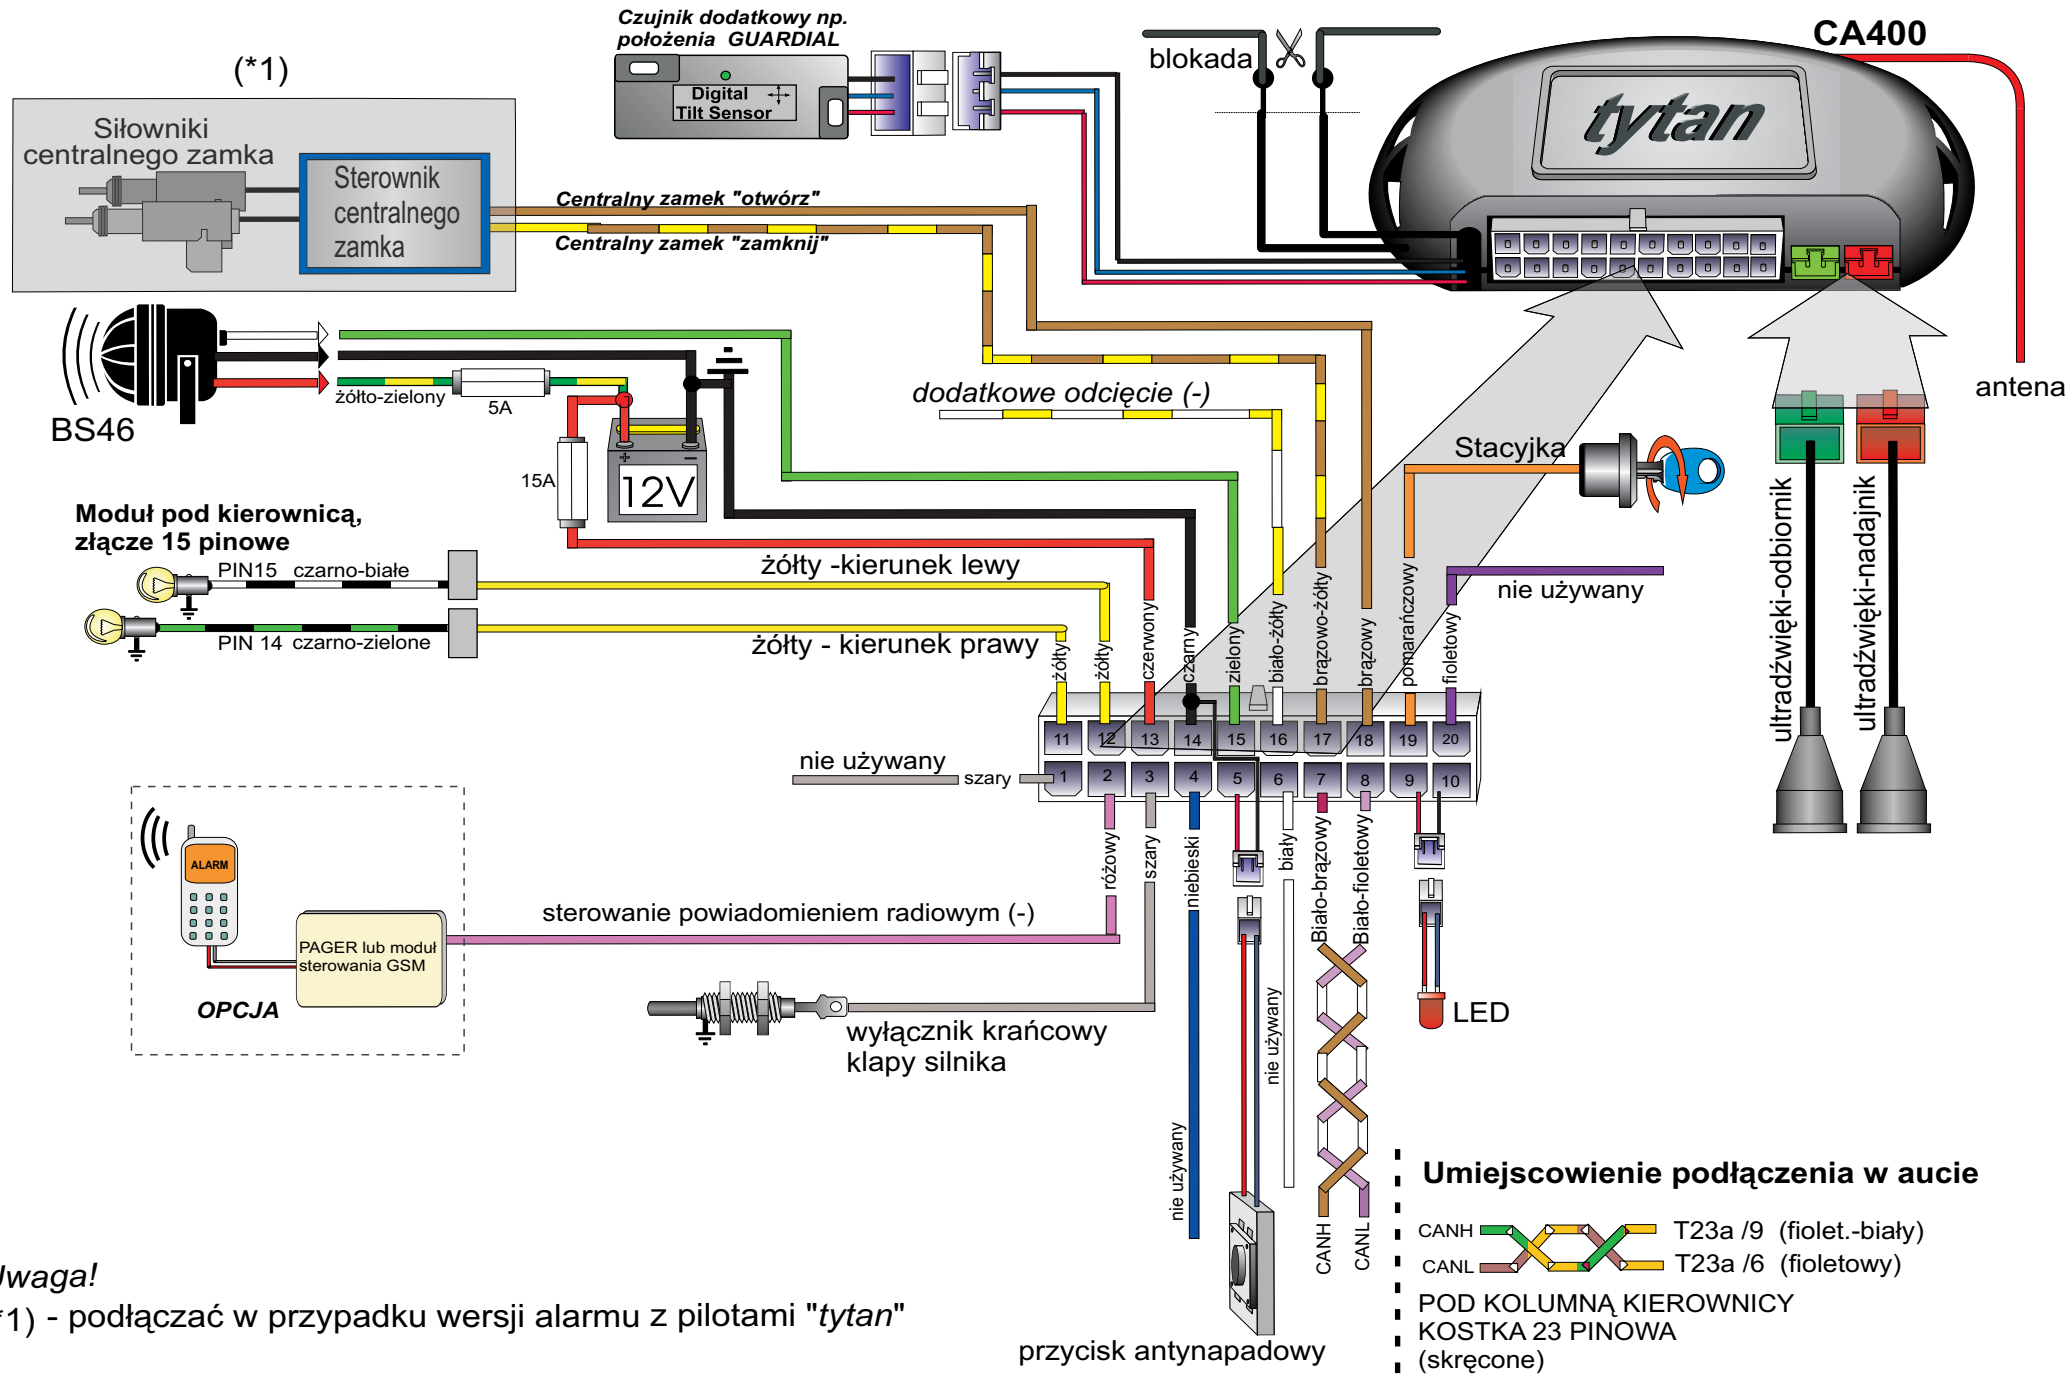 (*1)
Siłowniki
centralnego zamka
Sterownik
centralnego
zamka
Czujnik dodatkowy np.
położenia GUARDIAL
Digital
Tilt Sensor
blokada
CA400
tytan
antena
Centralny zamek "otwórz"
Centralny zamek "zamknij"
BS46
żółto-zielony
5A
15A
+ −
12V
dodatkowe odcięcie (-)
Stacyjka
nie używany
ultradźwięki-odbiornik
ultradźwięki-nadajnik
Moduł pod kierownicą,
złącze 15 pinowe
PIN15 czarno-białe
PIN 14 czarno-zielone
żółty -kierunek lewy
żółty - kierunek prawy
żółty
żółty
czerwony
czarny
zielony
biało-żółty
brązowo-żółty
brązowy
pomarańczowy
fioletowy
11 12 13 14 15 16 17 18 19 20
1 2 3 4 5 6 7 8 9 10
nie używany
szary
różowy
szary
niebieski
biały
Biało-brązowy
Biało-fioletowy
ALARM
PAGER lub moduł
sterowania GSM
OPCJA
sterowanie powiadomieniem radiowym (-)
wyłącznik krańcowy
klapy silnika
nie używany
nie używany
LED
CANH
CANL
przycisk antynapadowy
Umiejscowienie podłączenia w aucie
CANH T23a /9 (fiolet.-biały)
CANL T23a /6 (fioletowy)
POD KOLUMNĄ KIEROWNICY
KOSTKA 23 PINOWA
(skręcone)
Uwaga!
*1) - podłączać w przypadku wersji alarmu z pilotami "tytan"